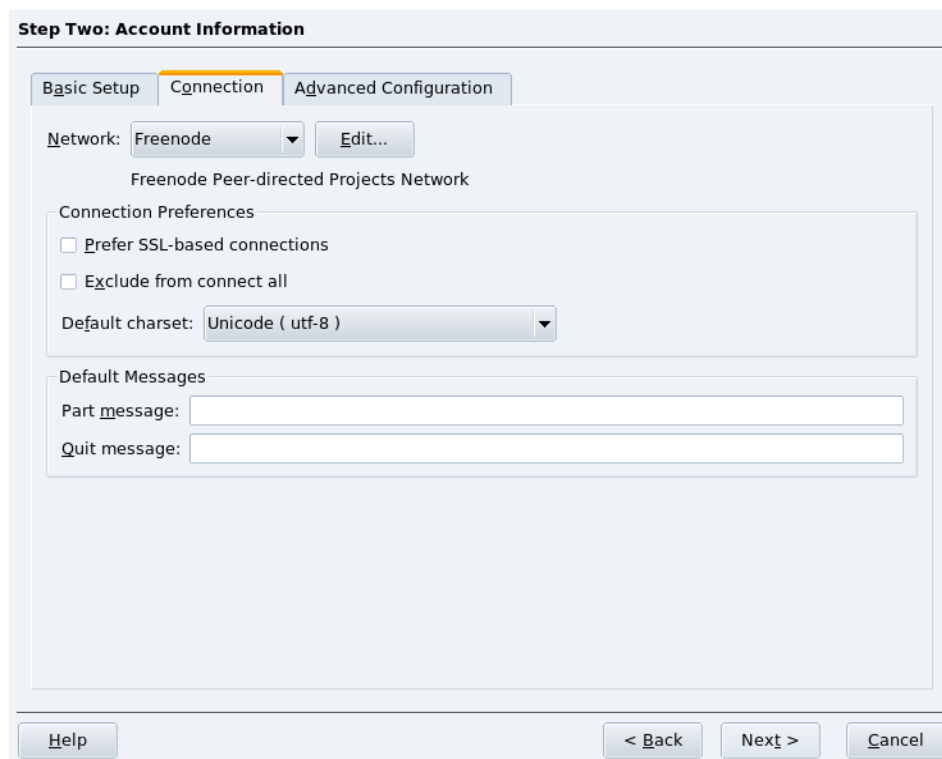 Step Two: Account Information
Basic Setup Connection Advanced Configuration
Network: Freenode Edit...
Freenode Peer-directed Projects Network
Connection Preferences
Prefer SSL-based connections
Exclude from connect all
Default charset: Unicode ( utf-8 )
Default Messages
Part message:
Quit message:
Help < Back Next > Cancel